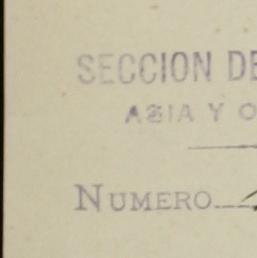 SECCION DE
ASIA Y O
NUMERO